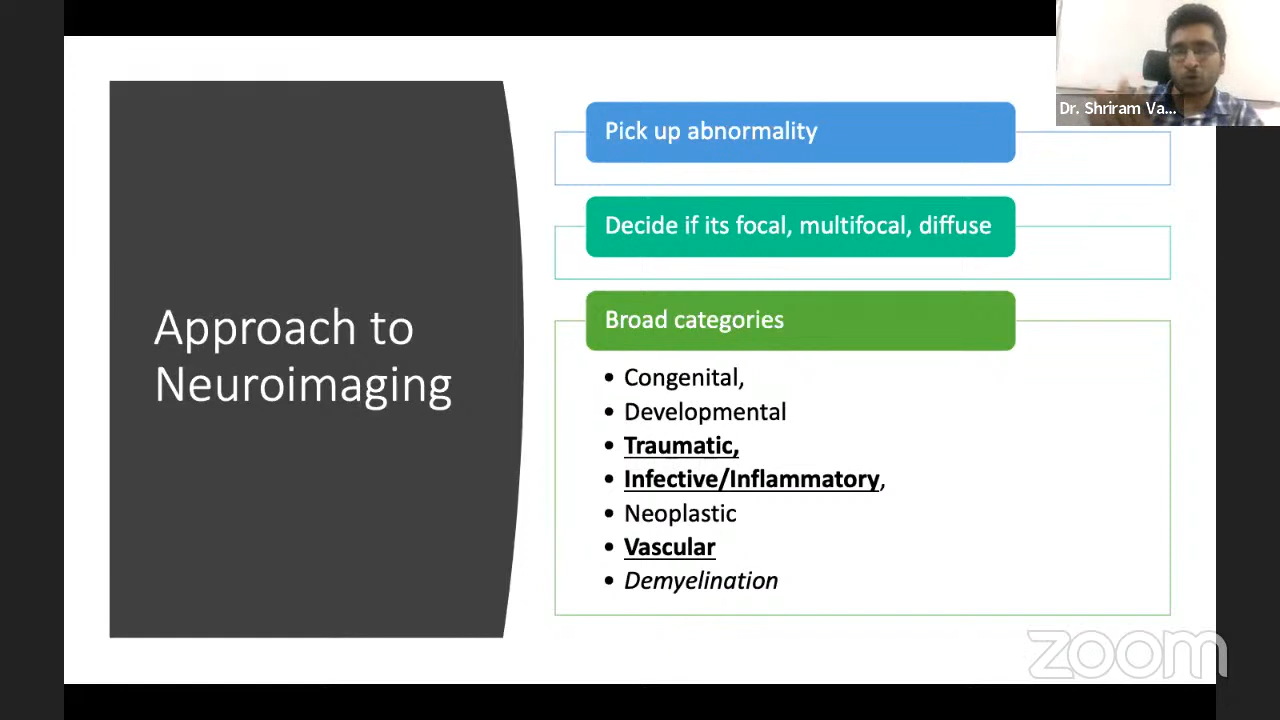 Approach to
Neuroimaging
Pick up abnormality
Decide if its focal, multifocal, diffuse
Broad categories
• Congenital,
• Developmental
• Traumatic,
• Infective/Inflammatory,
• Neoplastic
• Vascular
• Demyelination
Dr. Shriram Va...
zoom